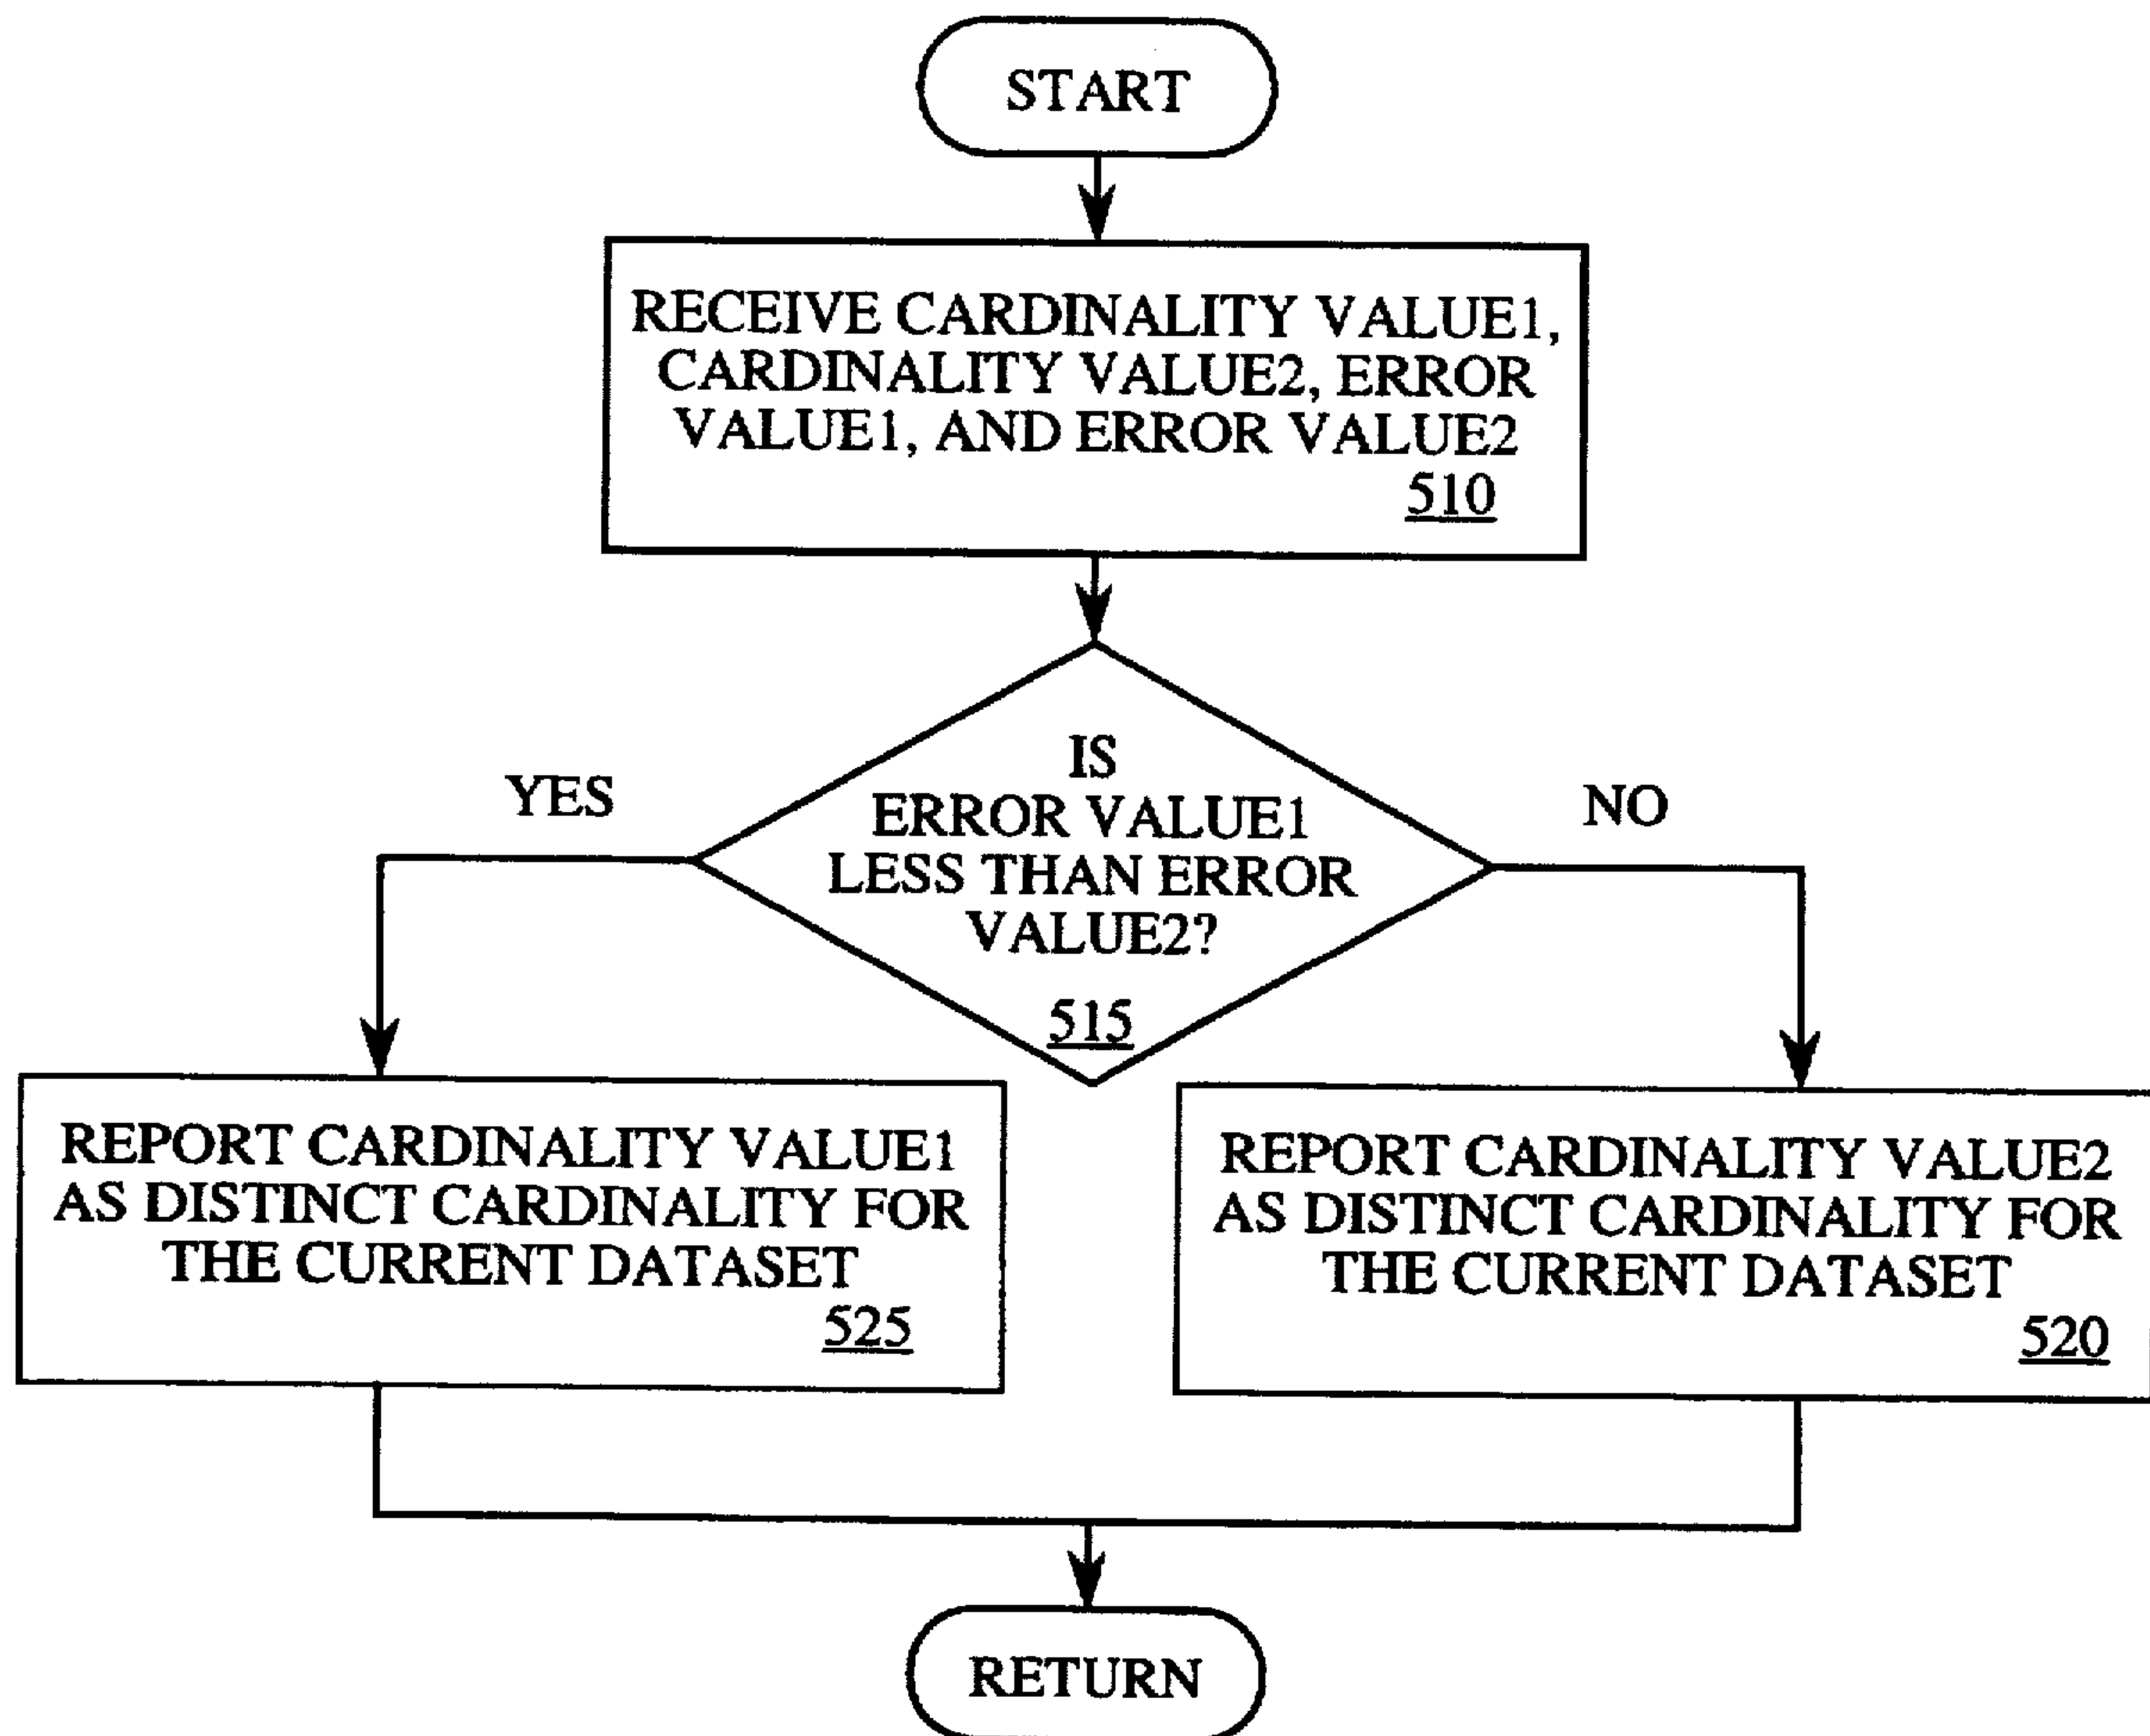 START
RECEIVE CARDINALITY VALUE1,
CARDINALITY VALUE2, ERROR
VALUE1, AND ERROR VALUE2
510
IS
ERROR VALUE1
LESS THAN ERROR
VALUE2?
515
YES
NO
REPORT CARDINALITY VALUE1
AS DISTINCT CARDINALITY FOR
THE CURRENT DATASET
525
REPORT CARDINALITY VALUE2
AS DISTINCT CARDINALITY FOR
THE CURRENT DATASET
520
RETURN